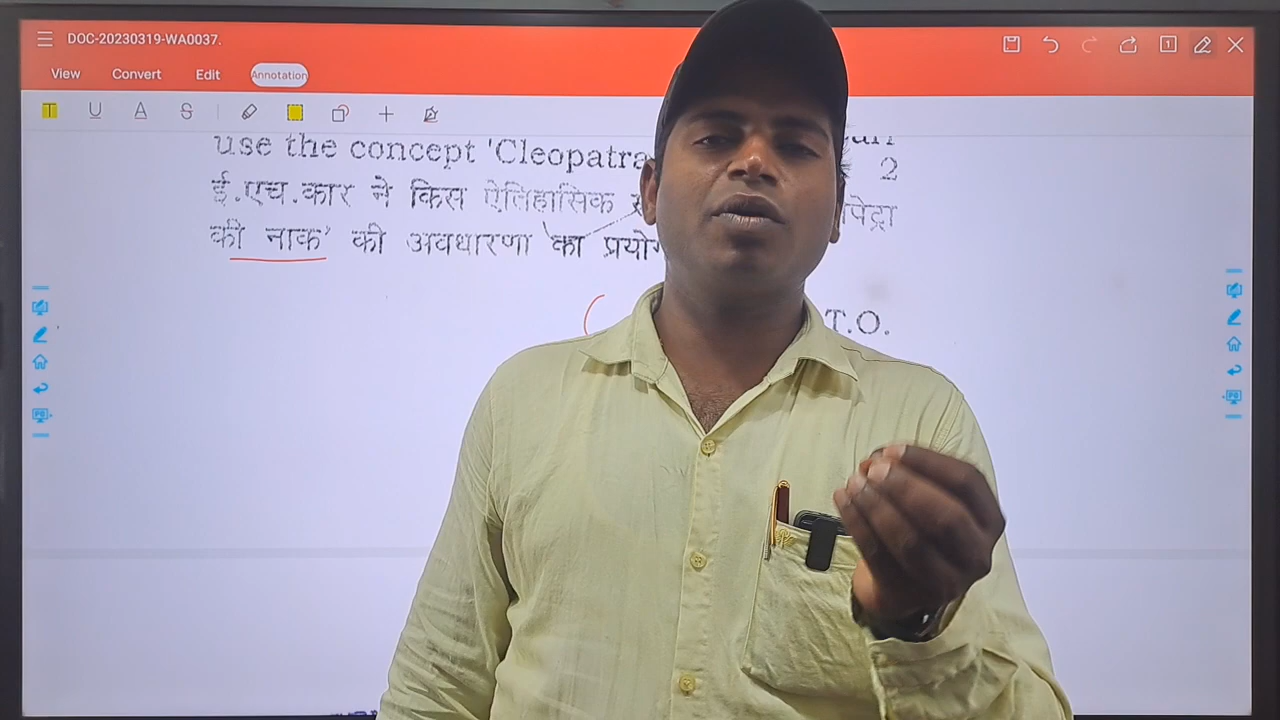 DOC-20230319-WA0037.
View Convert Edit Annotation
T U A S
use the concept 'Cleopatra
2
ई.एच.कार ने किस ऐतिहासिक पेट्रा
की नाक’ की अवधारणा का प्रयोग
T.O.